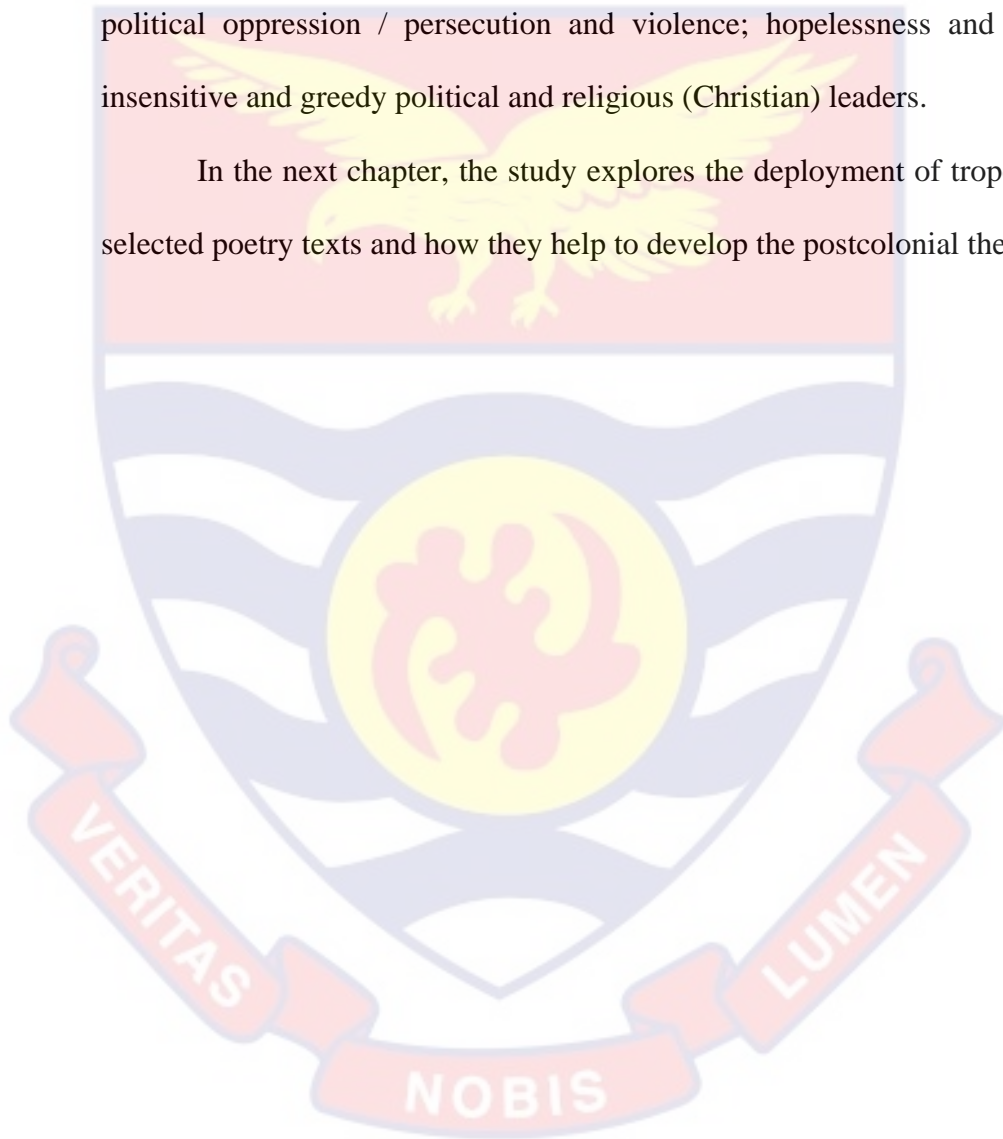 political oppression / persecution and violence; hopelessness and
insensitive and greedy political and religious (Christian) leaders.
In the next chapter, the study explores the deployment of trop
selected poetry texts and how they help to develop the postcolonial the
VERITAS
NOBIS
LUMEN